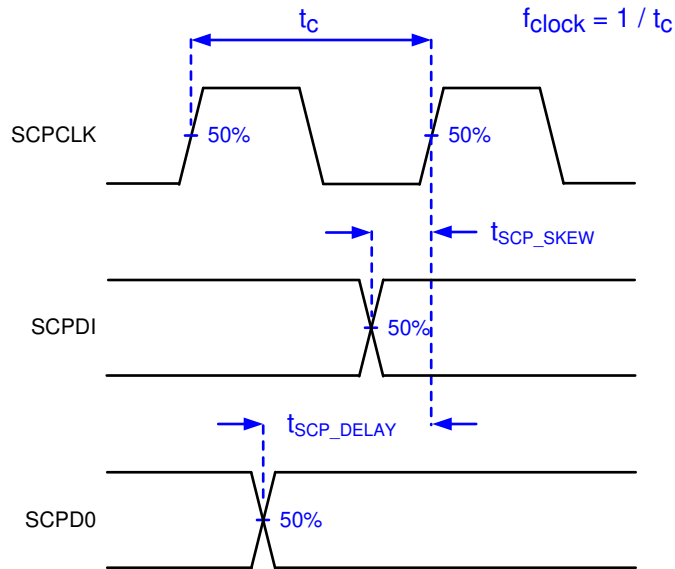 tc
fclock = 1 / tc
SCPCLK
50%
50%
tSCP_SKEW
SCPDI
50%
tSCP_DELAY
SCPD0
50%